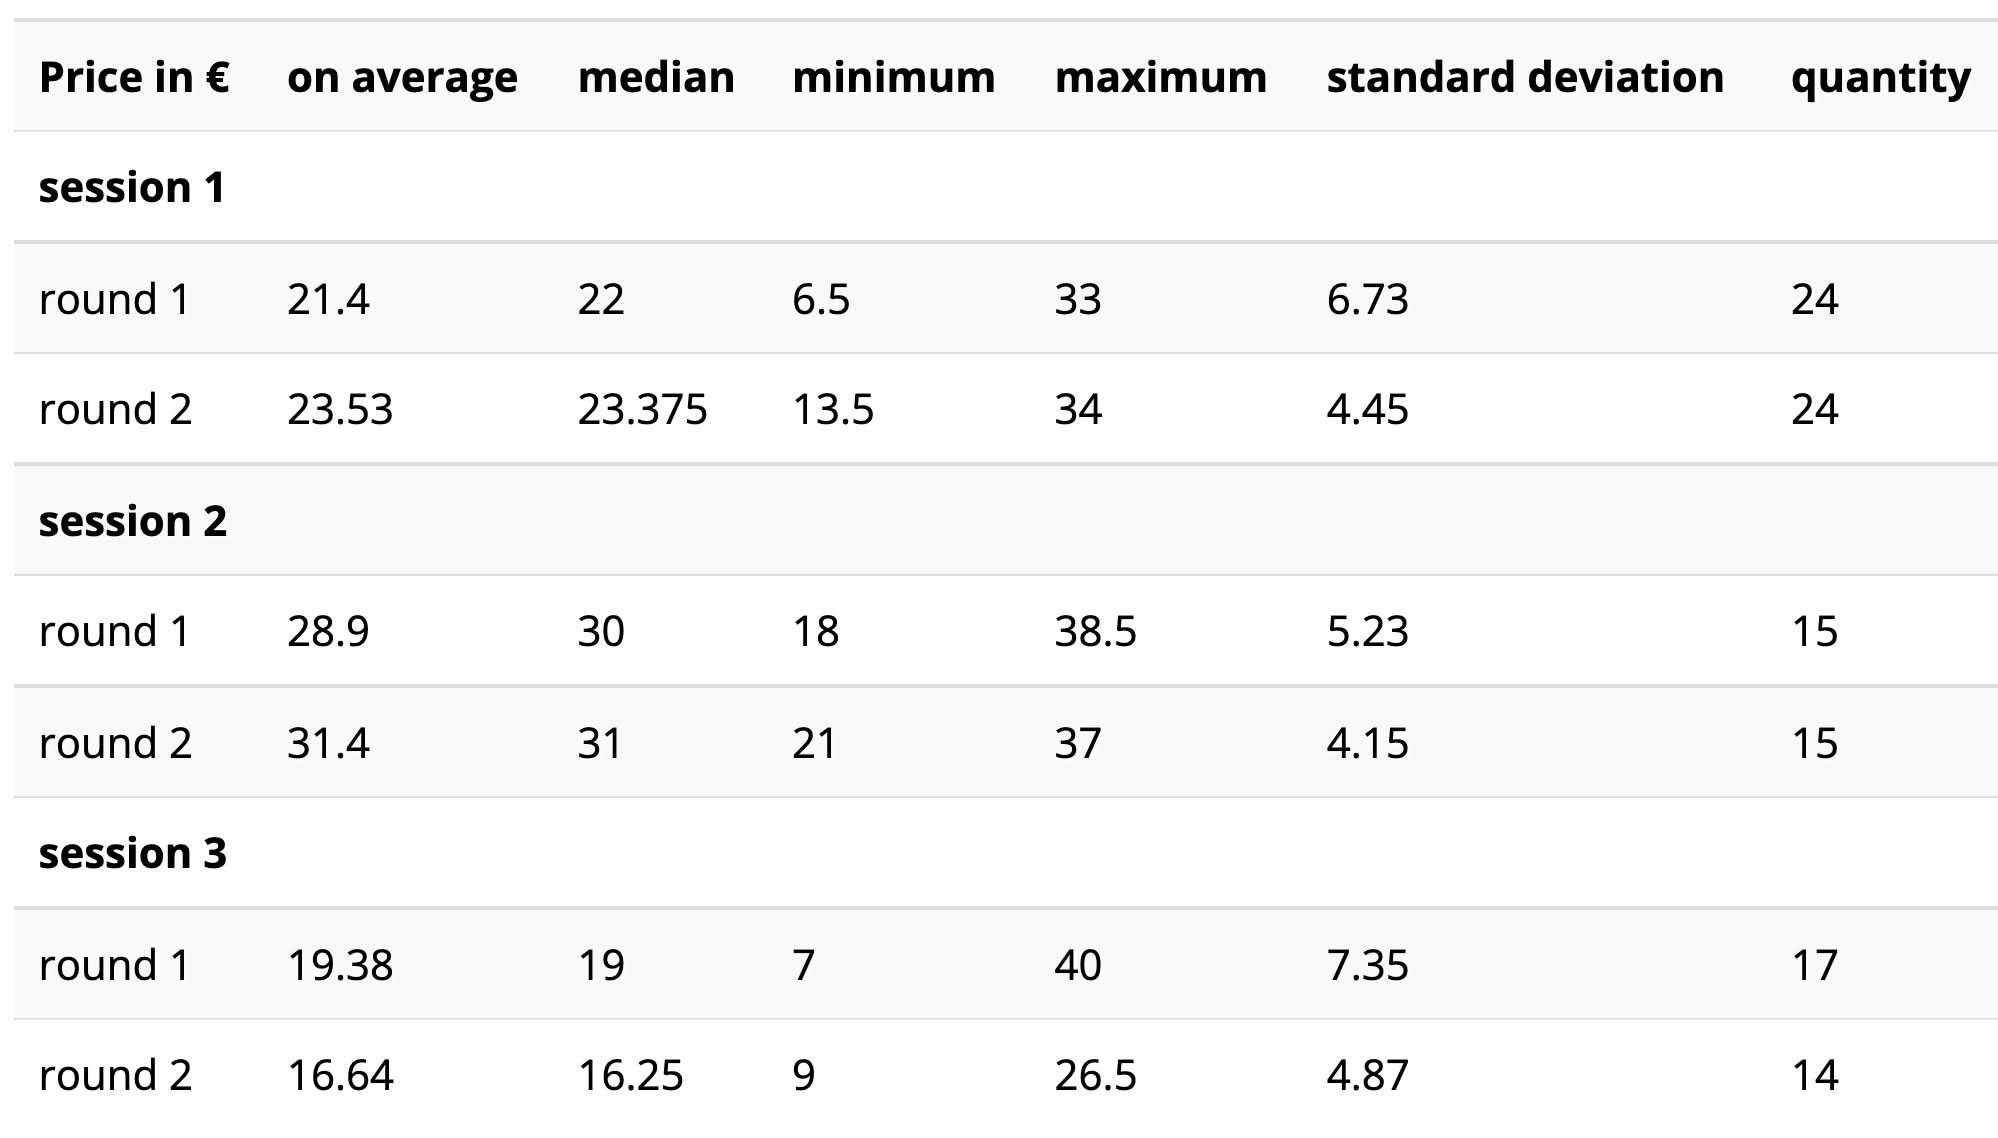 Price in € on average median minimum maximum standard deviation quantity
session 1
round 1 21.4 22 6.5 33 6.73 24
round 2 23.53 23.375 13.5 34 4.45 24
session 2
round 1 28.9 30 18 38.5 5.23 15
round 2 31.4 31 21 37 4.15 15
session 3
round 1 19.38 19 7 40 7.35 17
round 2 16.64 16.25 9 26.5 4.87 14